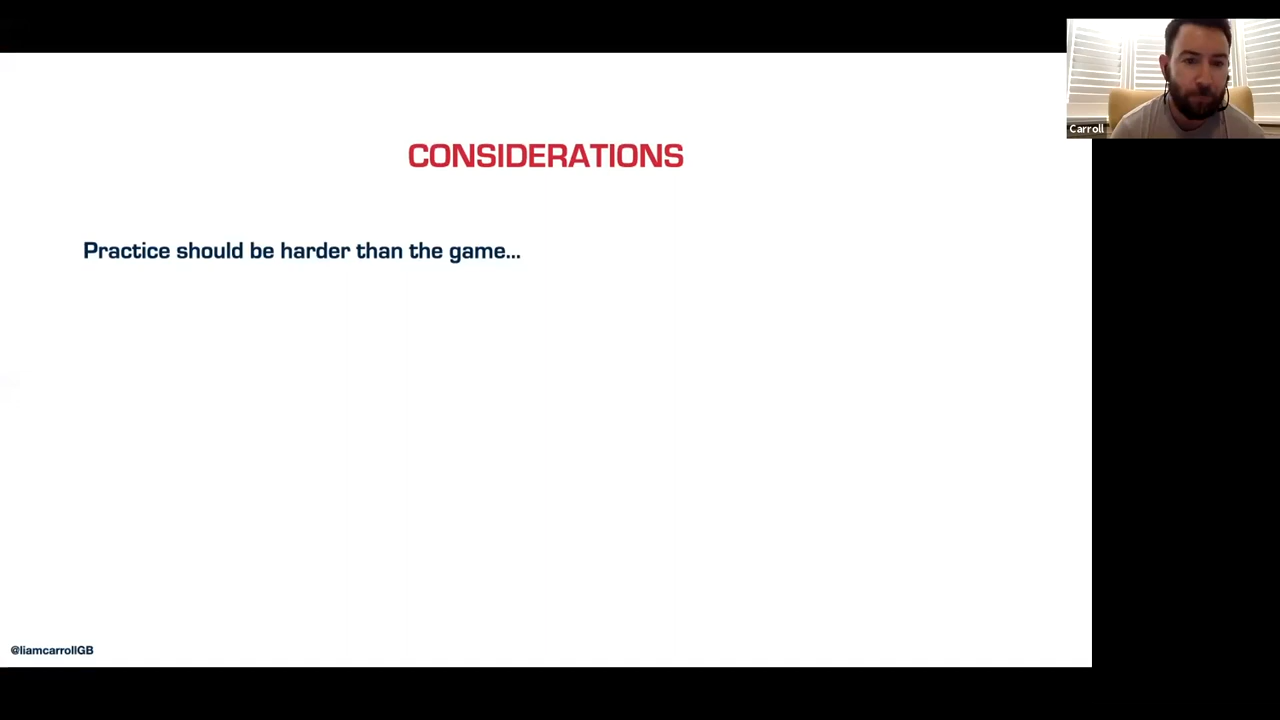 Carroll
CONSIDERATIONS
Practice should be harder than the game...
@liamcarrollGB